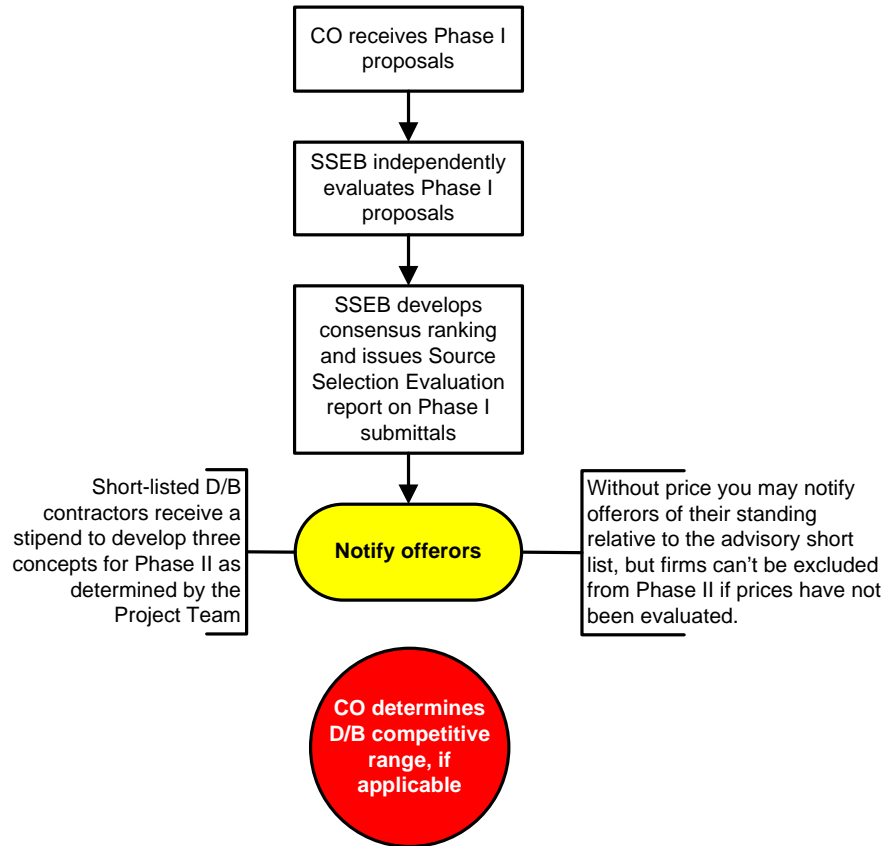 CO receives Phase I
proposals
SSEB independently
evaluates Phase I
proposals
SSEB develops
consensus ranking
and issues Source
Selection Evaluation
report on Phase I
submittals
Short-listed D/B
contractors receive a
stipend to develop three
concepts for Phase II as
determined by the
Project Team
Notify offerors
Without price you may notify
offerors of their standing
relative to the advisory short
list, but firms can't be excluded
from Phase II if prices have not
been evaluated.
CO determines
D/B competitive
range, if
applicable